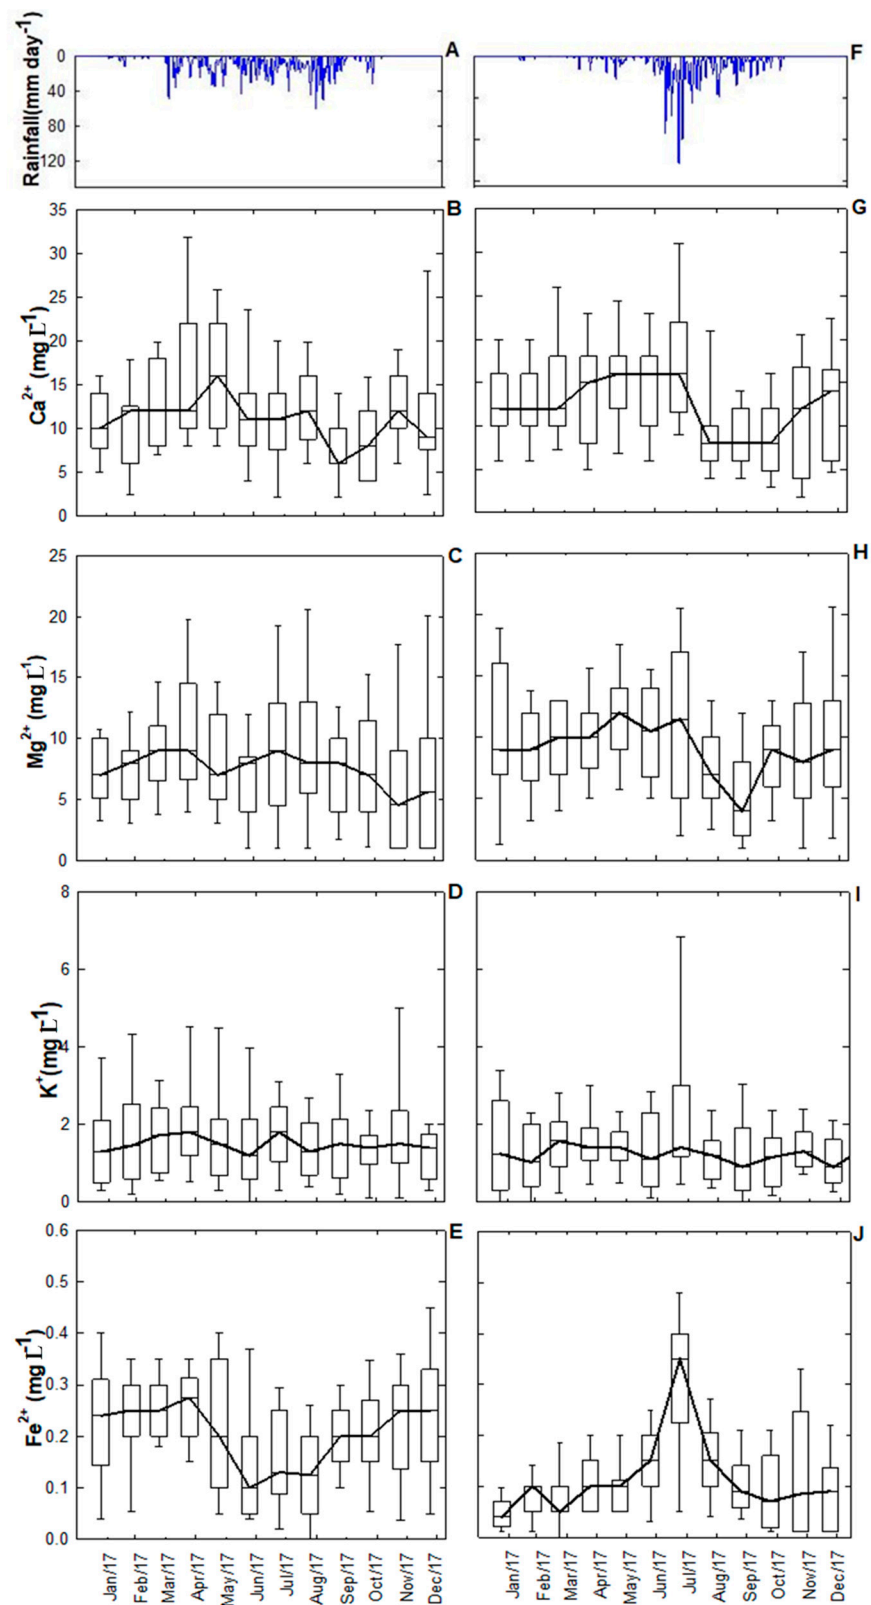 A
F
Rainfall(mm day-1)
0
40
80
120
B
G
Ca2+ (mg L-1)
35
30
25
20
15
10
5
0
C
H
Mg2+ (mg L-1)
25
20
15
10
5
0
D
I
K+(mg L-1)
8
6
4
2
0
E
J
Fe2+ (mg L-1)
0.6
0.5
0.4
0.3
0.2
0.1
0.0
Jan/17
Feb/17
Mar/17
Apr/17
May/17
Jun/17
Jul/17
Aug/17
Sep/17
Oct/17
Nov/17
Dec/17
Jan/17
Feb/17
Mar/17
Apr/17
May/17
Jun/17
Jul/17
Aug/17
Sep/17
Oct/17
Nov/17
Dec/17